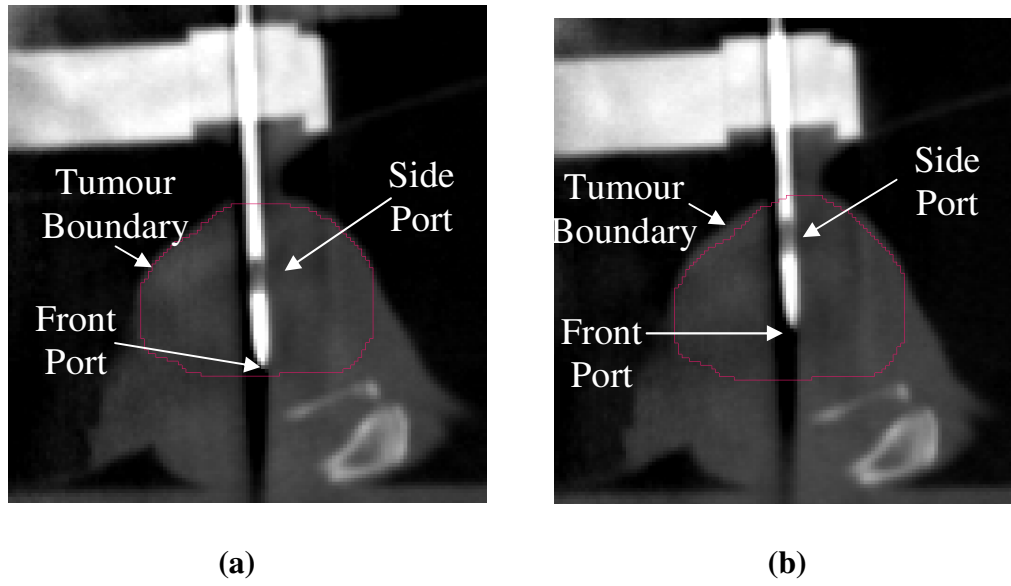 Tumour
Boundary
Side
Port
Front
Port
(a)
Tumour
Boundary
Side
Port
Front
Port
(b)